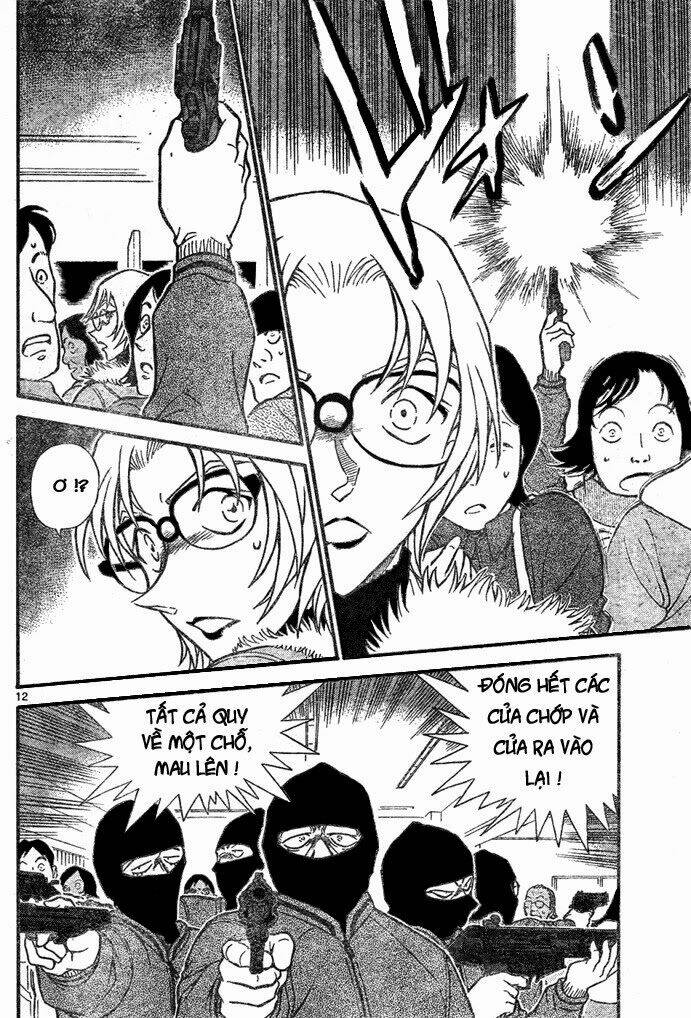 Ơ !?
12
TẤT CẢ QUY
VỀ MỘT CHỖ,
MAU LÊN !
ĐÓNG HẾT CÁC
CỬA CHỚP VÀ
CỬA RA VÀO
LẠI !